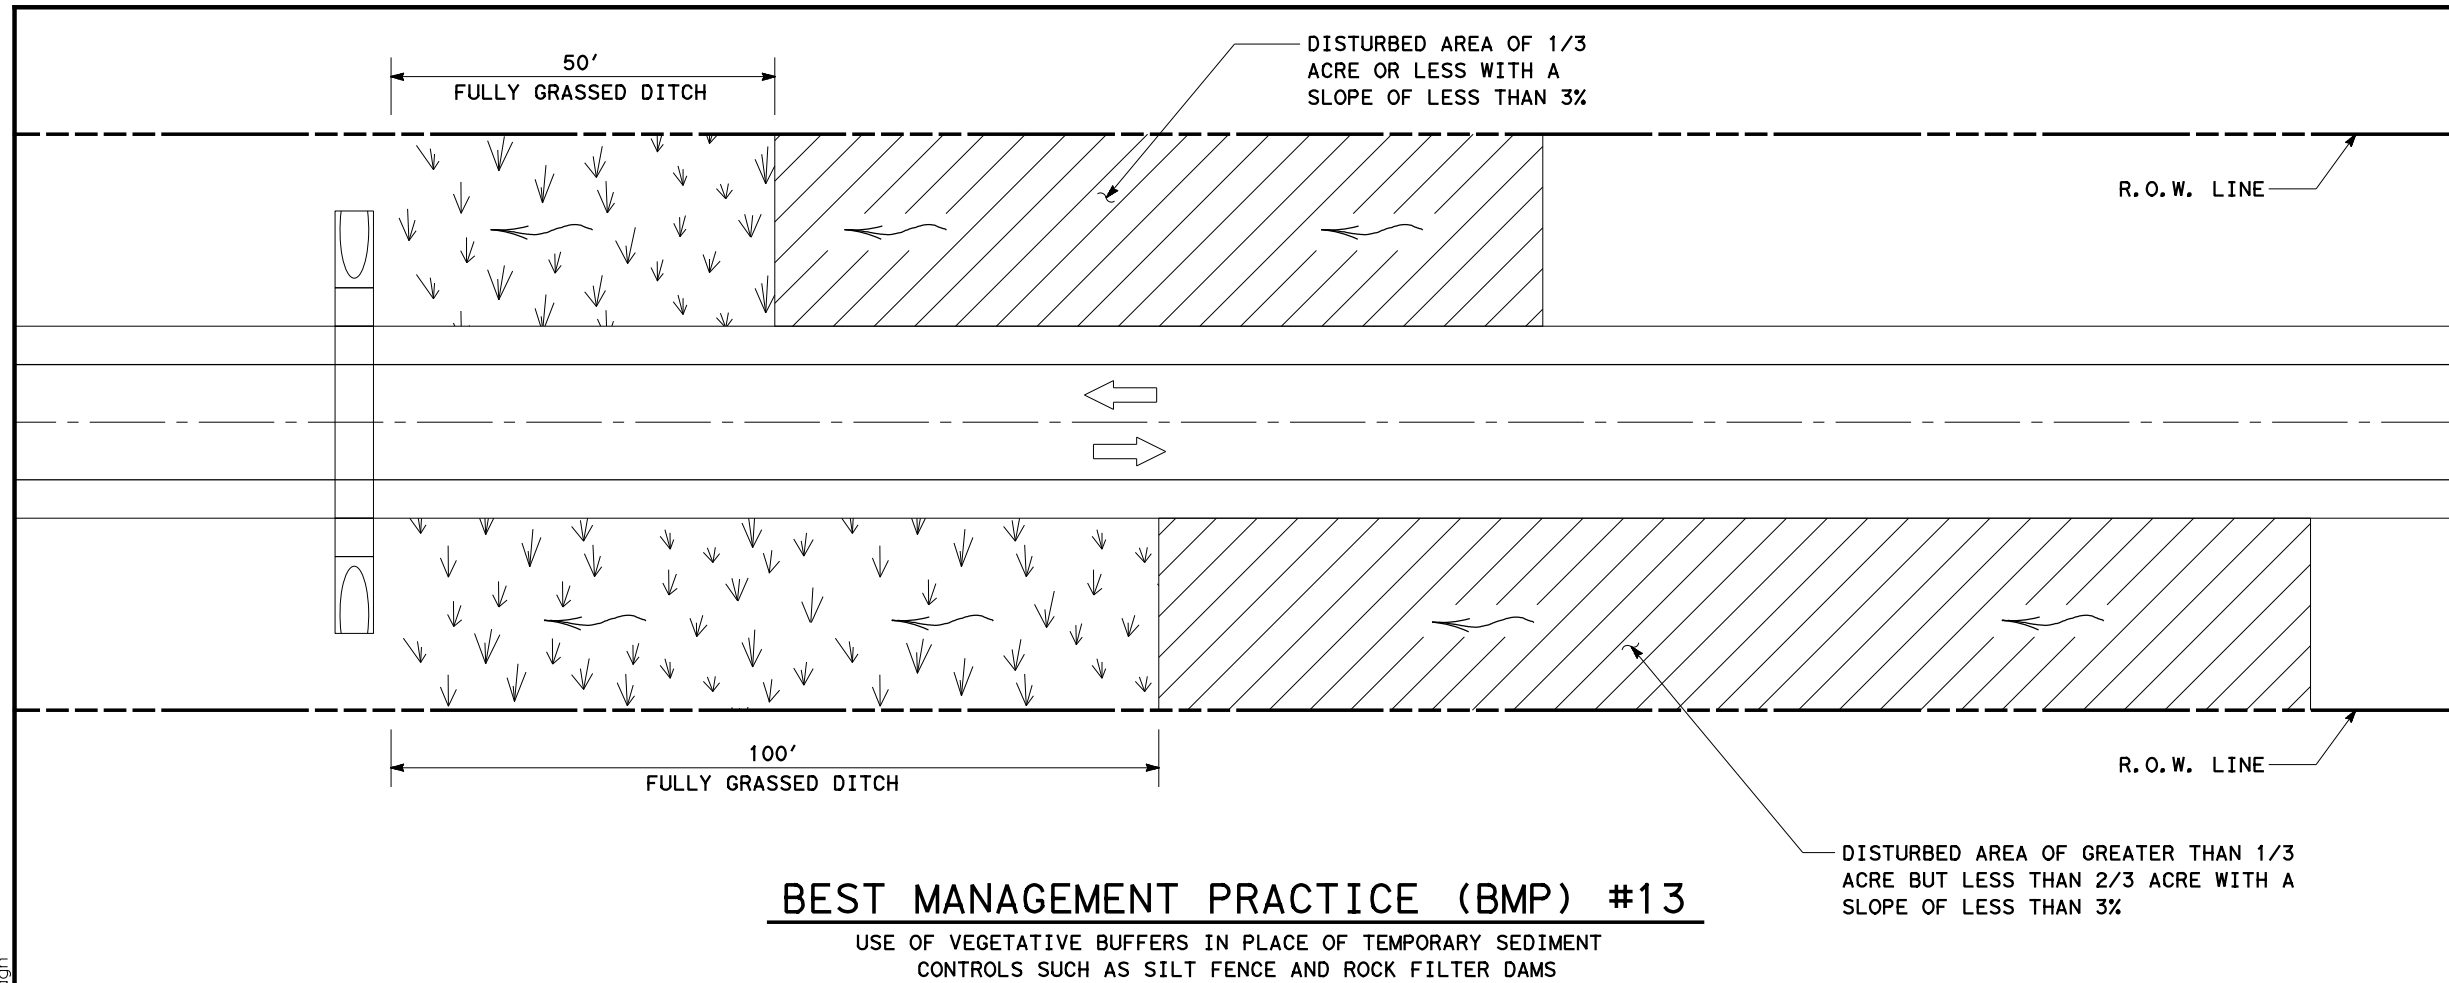 50'
FULLY GRASSED DITCH
DISTURBED AREA OF 1/3
ACRE OR LESS WITH A
SLOPE OF LESS THAN 3%
R.O.W. LINE
100'
FULLY GRASSED DITCH
R.O.W. LINE
DISTURBED AREA OF GREATER THAN 1/3
ACRE BUT LESS THAN 2/3 ACRE WITH A
SLOPE OF LESS THAN 3%
BEST MANAGEMENT PRACTICE (BMP) #13
USE OF VEGETATIVE BUFFERS IN PLACE OF TEMPORARY SEDIMENT
CONTROLS SUCH AS SILT FENCE AND ROCK FILTER DAMS